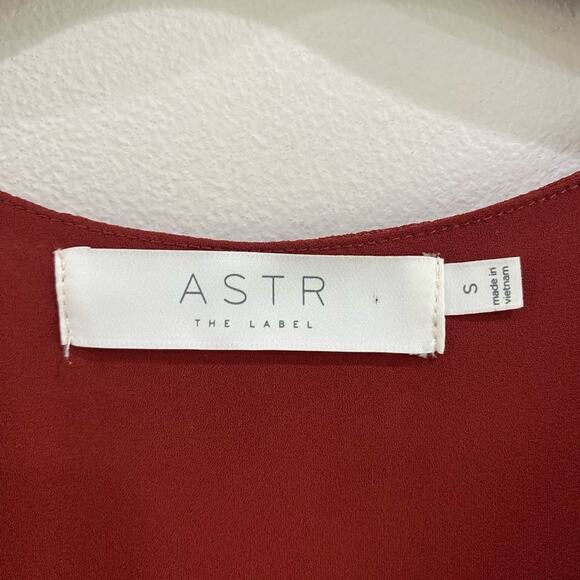 ASTR
THE LABEL
S
made in
vietnam